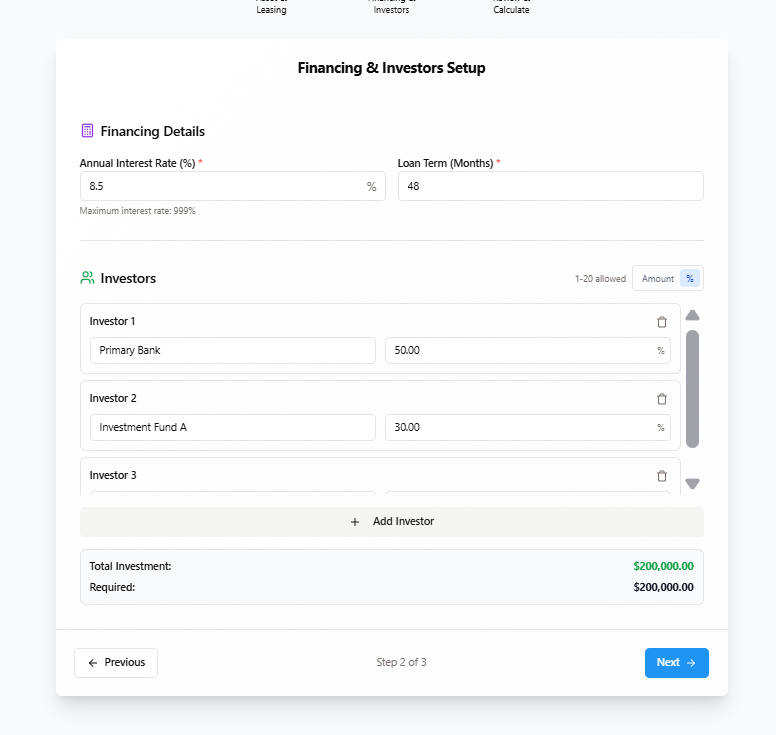 Leasing
Investors
Calculate
Financing & Investors Setup
Financing Details
Annual Interest Rate (%) *
Loan Term (Months) *
8.5 %
48
Maximum interest rate: 999%
Investors
1-20 allowed
Amount %
Investor 1
Primary Bank
50.00 %
Investor 2
Investment Fund A
30.00 %
Investor 3
+ Add Investor
Total Investment: $200,000.00
Required: $200,000.00
← Previous
Step 2 of 3
Next →